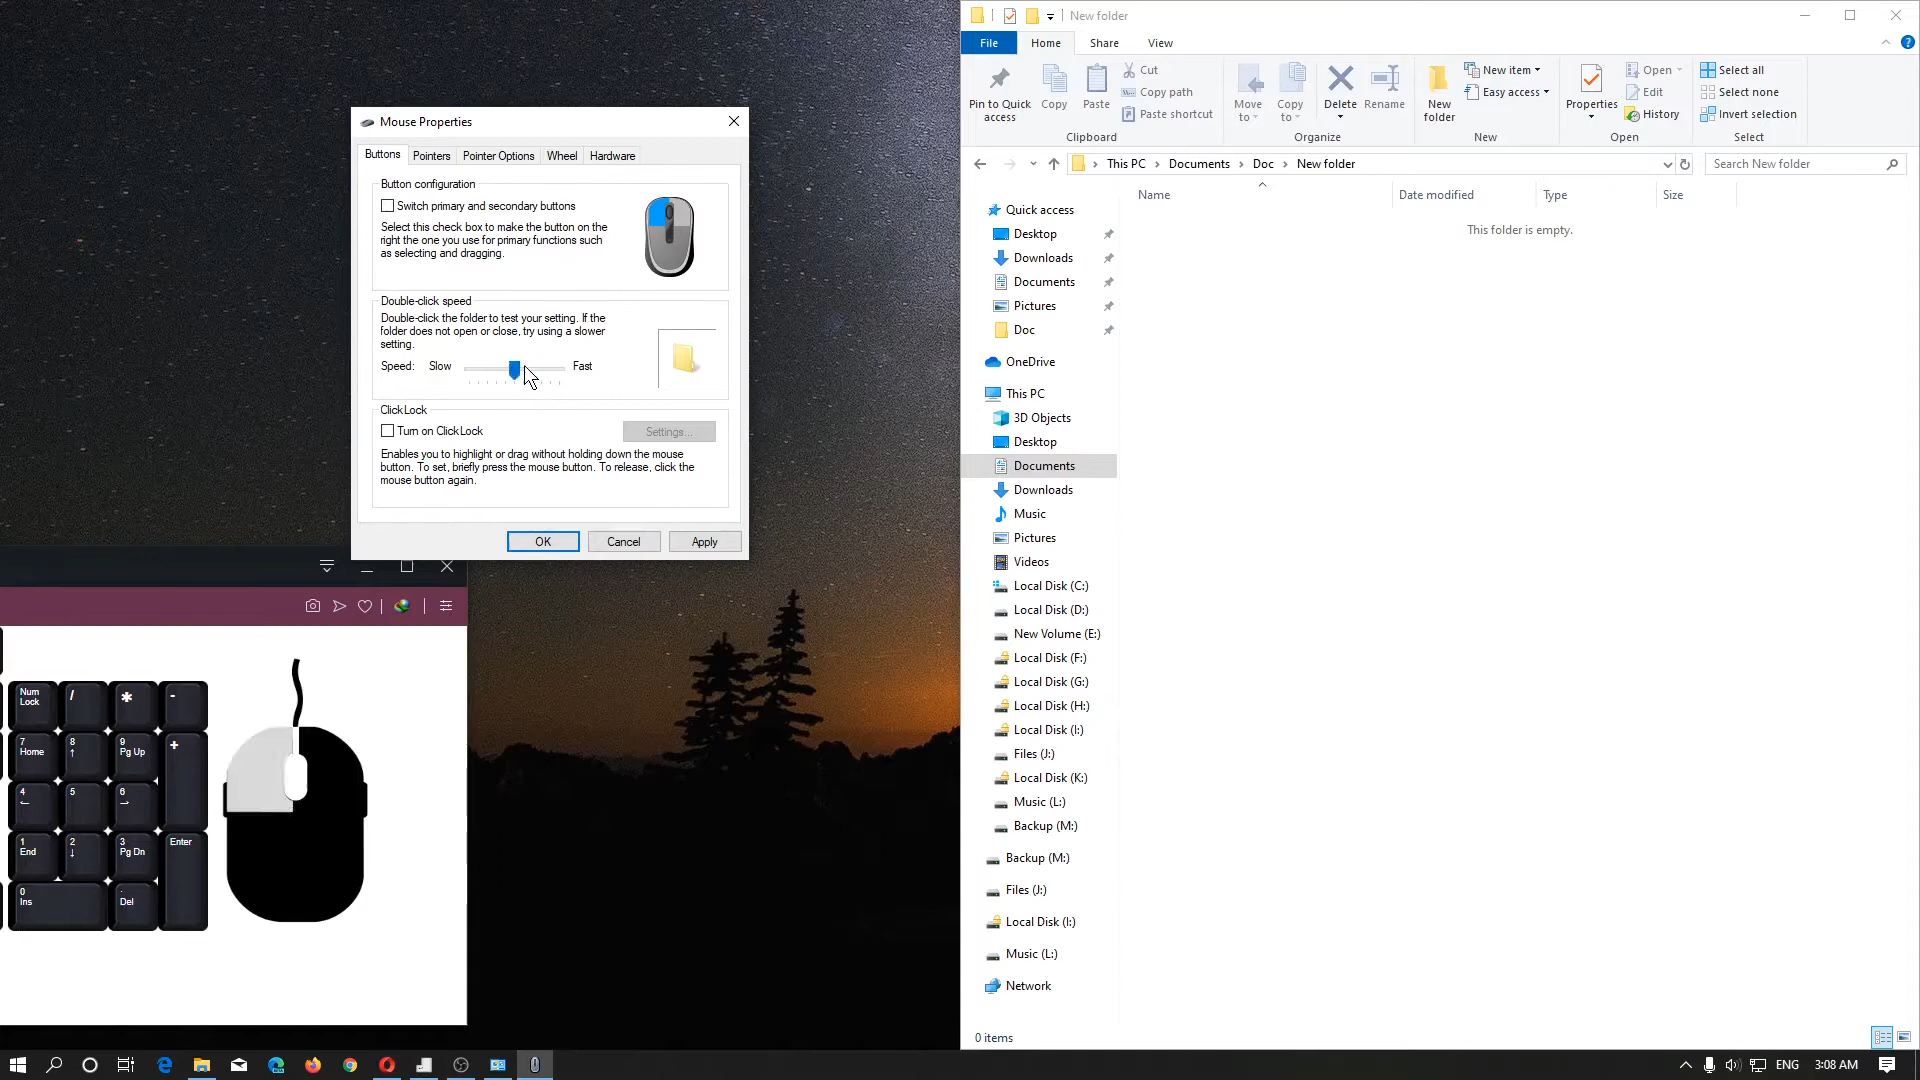 Mouse Properties
Buttons
Pointers
Pointer Options
Wheel
Hardware
Button configuration
Switch primary and secondary buttons
Select this check box to make the button on the
right the one you use for primary functions such
as selecting and dragging.
Double-click speed
Double-click the folder to test your setting. If the
folder does not open or close, try using a slower
setting.
Speed: Slow Fast
ClickLock
Turn on ClickLock
Settings...
Enables you to highlight or drag without holding down the mouse
button. To set, briefly press the mouse button. To release, click the
mouse button again.
OK
Cancel
Apply
Num
Lock
/
*
-
7
Home
8
↑
9
Pg Up
+
4
←
5
6
→
1
End
2
↓
3
Pg Dn
Enter
0
Ins
.
Del
New folder
File
Home
Share
View
Pin to Quick
access
Copy
Paste
Cut
Copy path
Paste shortcut
Clipboard
Move
to
Copy
to
Delete
Rename
Organize
New
folder
New item
Easy access
New
Properties
Open
Edit
History
Open
Select all
Select none
Invert selection
Select
This PC > Documents > Doc > New folder
Search New folder
Name
Date modified
Type
Size
This folder is empty.
Quick access
Desktop
Downloads
Documents
Pictures
Doc
OneDrive
This PC
3D Objects
Desktop
Documents
Downloads
Music
Pictures
Videos
Local Disk (C:)
Local Disk (D:)
New Volume (E:)
Local Disk (F:)
Local Disk (G:)
Local Disk (H:)
Local Disk (I:)
Files (J:)
Local Disk (K:)
Music (L:)
Backup (M:)
Backup (M:)
Files (J:)
Local Disk (I:)
Music (L:)
Network
0 items
ENG
3:08 AM